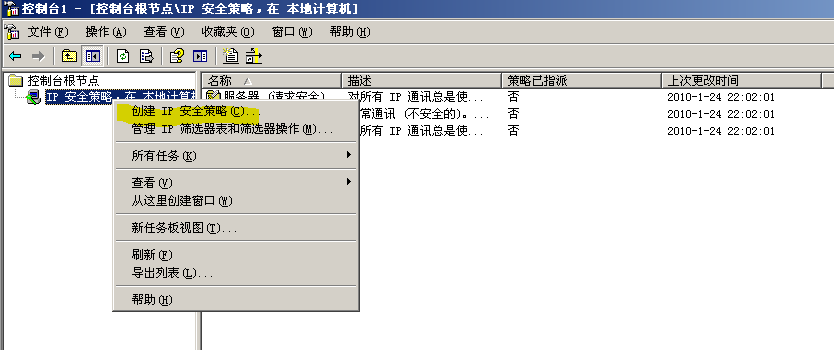 控制台1 - [控制台根节点\IP 安全策略，在 本地计算机]
文件(F) 操作(A) 查看(V) 收藏夹(O) 窗口(W) 帮助(H)
控制台根节点
IP 安全策略，在 本地计算机
名称 描述 策略已指派 上次更改时间
服务器 (请求安全) 对所有 IP 通讯总是使... 否 2010-1-24 22:02:01
常通讯 (不安全的)。 ... 否 2010-1-24 22:02:01
所有 IP 通讯总是使... 否 2010-1-24 22:02:01
创建 IP 安全策略(C)...
管理 IP 筛选器表和筛选器操作(M)...
所有任务(K)
查看(V)
从这里创建窗口(W)
新任务板视图(T)...
刷新(F)
导出列表(L)...
帮助(H)